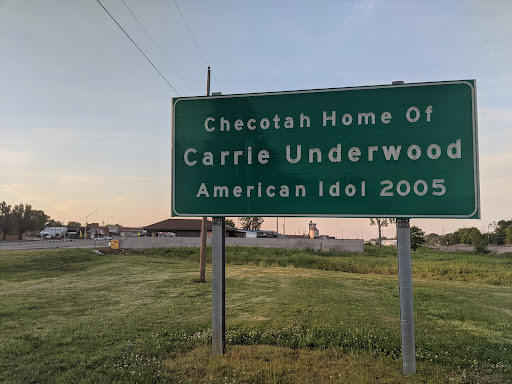 Checotah Home Of
Carrie Underwood
American Idol 2005